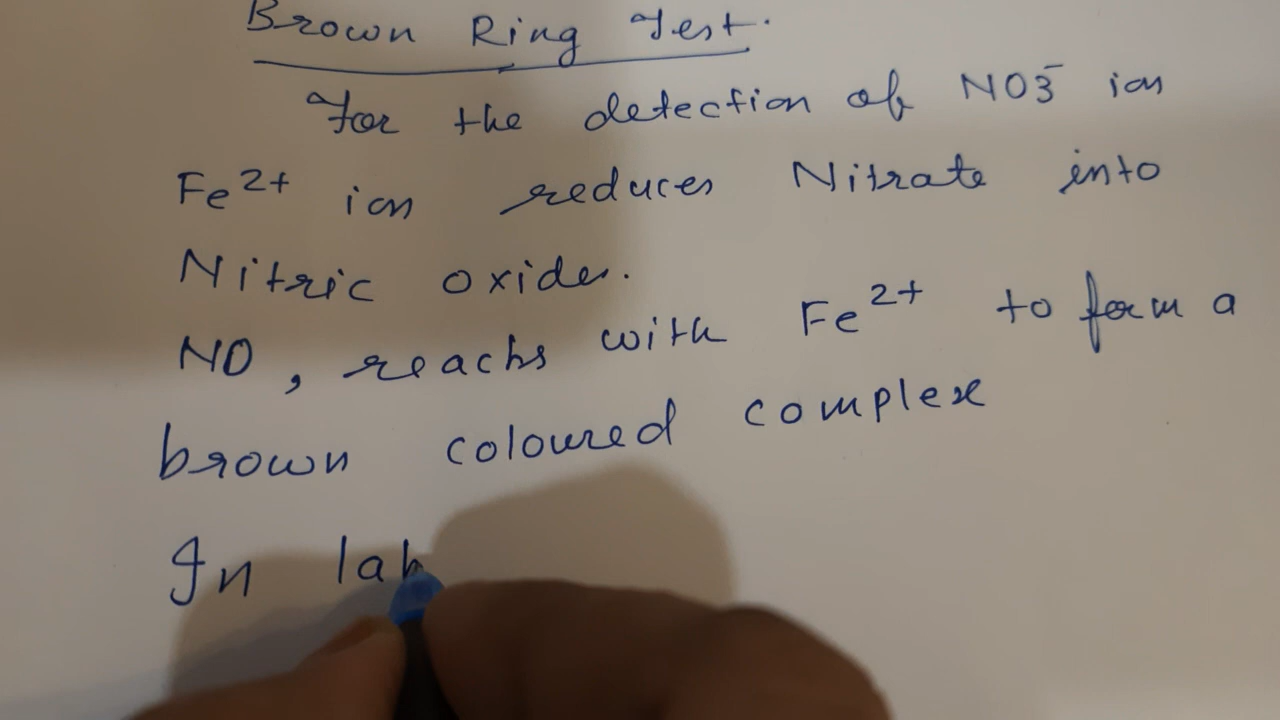 Brown Ring Test.
For the detection of NO3⁻ ion
Fe2+ ion reduces Nitrate into
Nitric oxide.
NO, reacts with Fe2+ to form a
brown coloured complex
In lab